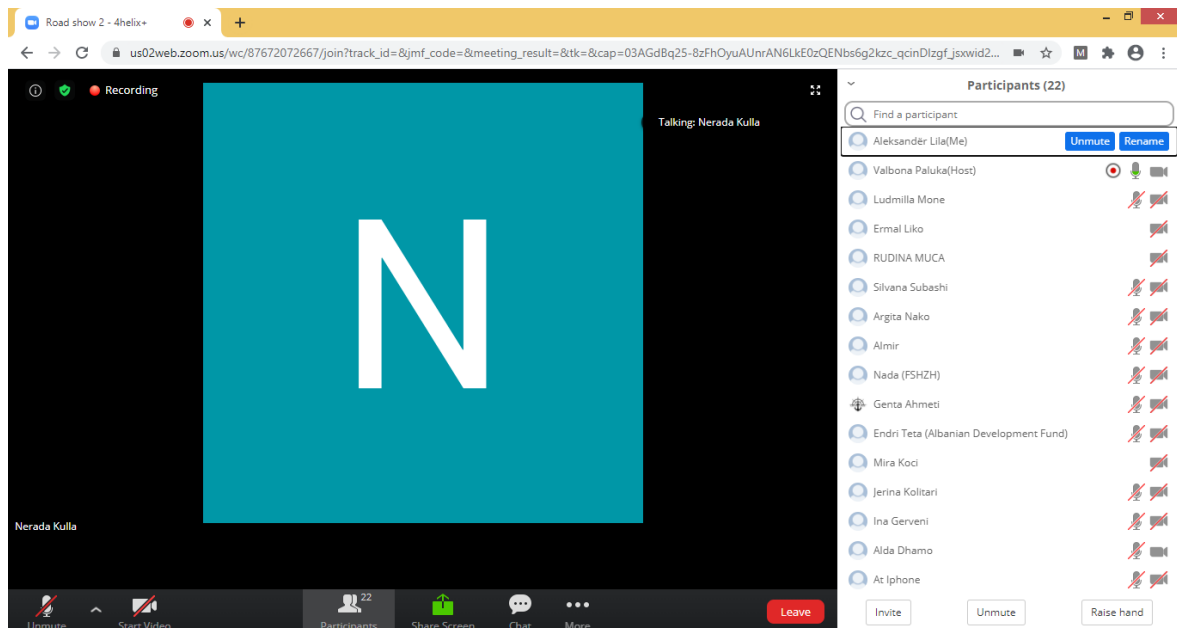 Road show 2 - 4helix+
us02web.zoom.us/wc/87672072667/join?track_id=&jmf_code=&meeting_result=&tk=&cap=03AGdBq25-8zFhOyuAUnrAN6LkE0zQENbs6g2kzc_qcinDIzgf_jsxwid2...
M
Recording
Talking: Nerada Kulla
N
Nerada Kulla
Participants (22)
Find a participant
Aleksandër Lila(Me) Unmute Rename
Valbona Paluka(Host)
Ludmilla Mone
Ermal Liko
RUDINA MUCA
Silvana Subashi
Argita Nako
Almir
Nada (FSHZH)
Genta Ahmeti
Endri Teta (Albanian Development Fund)
Mira Koci
Jerina Kolitari
Ina Gerveni
Alda Dhamo
At Iphone
Invite Unmute Raise hand
22
Unmute Start Video Participants Share Screen Chat More Leave